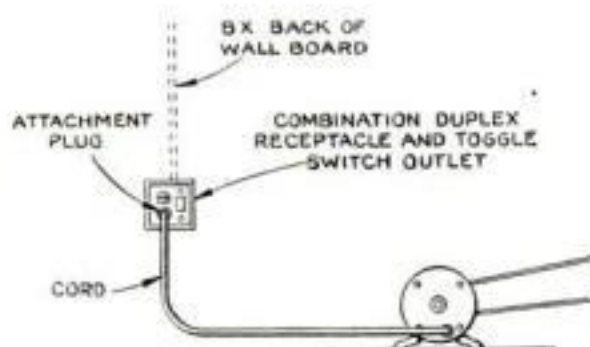 BX BACK OF
WALL BOARD
ATTACHMENT
PLUG
COMBINATION DUPLEX
RECEPTACLE AND TOGGLE
SWITCH OUTLET
CORD